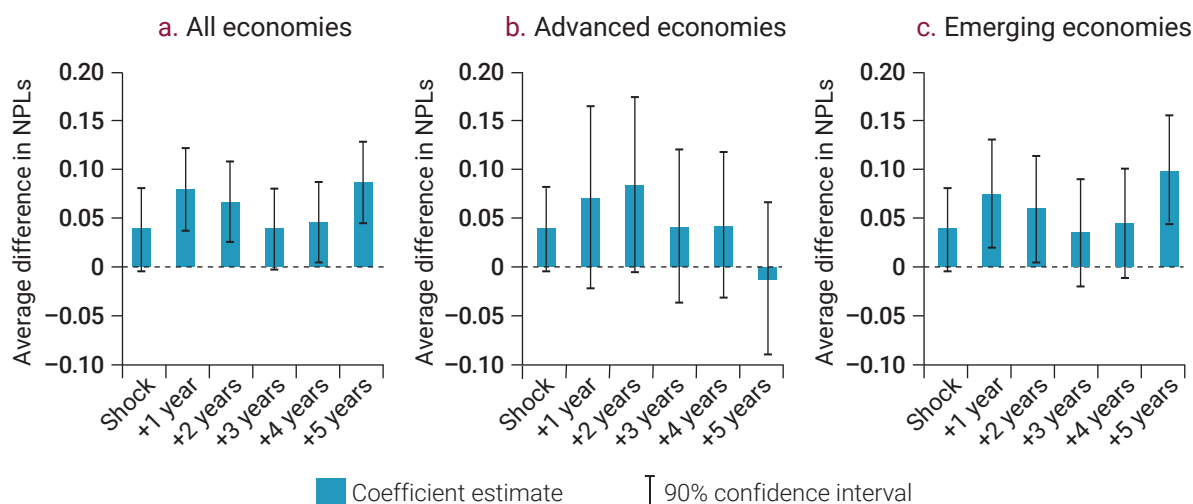 a. All economies
Average difference in NPLs
0.20
0.15
0.10
0.05
0
−0.05
−0.10
Shock
+1 year
+2 years
+3 years
+4 years
+5 years
b. Advanced economies
Average difference in NPLs
0.20
0.15
0.10
0.05
0
−0.05
−0.10
Shock
+1 year
+2 years
+3 years
+4 years
+5 years
c. Emerging economies
Average difference in NPLs
0.20
0.15
0.10
0.05
0
−0.05
−0.10
Shock
+1 year
+2 years
+3 years
+4 years
+5 years
Coefficient estimate
90% confidence interval